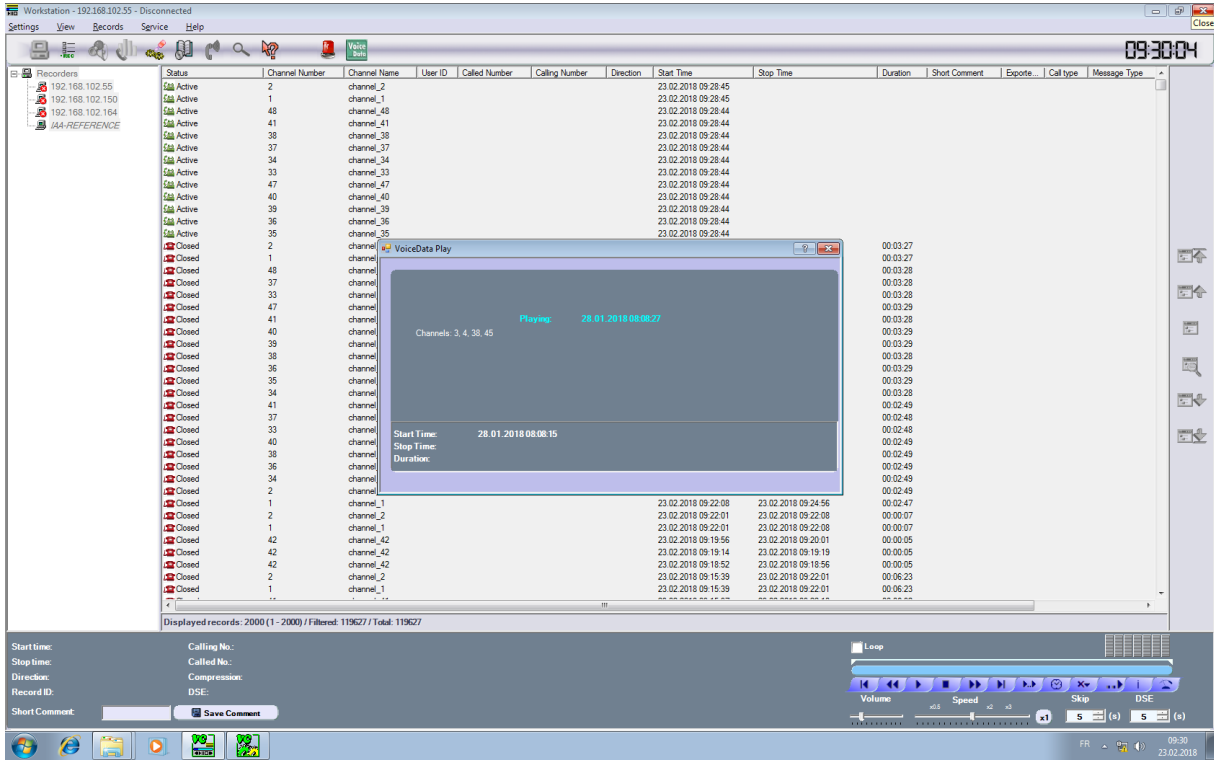 Workstation - 192.168.102.55 - Disconnected
Close
Settings View Records Service Help
REC
Voice Data
09:30:04
Recorders
192.168.102.55
192.168.102.150
192.168.102.164
IAA-REFERENCE
Status Channel Number Channel Name User ID Called Number Calling Number Direction Start Time Stop Time Duration Short Comment Exporte... Call type Message Type
Active 2 channel_2 23.02.2018 09:28:45
Active 1 channel_1 23.02.2018 09:28:45
Active 48 channel_48 23.02.2018 09:28:44
Active 41 channel_41 23.02.2018 09:28:44
Active 38 channel_38 23.02.2018 09:28:44
Active 37 channel_37 23.02.2018 09:28:44
Active 34 channel_34 23.02.2018 09:28:44
Active 33 channel_33 23.02.2018 09:28:44
Active 47 channel_47 23.02.2018 09:28:44
Active 40 channel_40 23.02.2018 09:28:44
Active 39 channel_39 23.02.2018 09:28:44
Active 36 channel_36 23.02.2018 09:28:44
Active 35 channel_35 23.02.2018 09:28:44
Closed 2 channel 00:03:27
Closed 1 channel 00:03:27
Closed 48 channel 00:03:28
Closed 37 channel 00:03:28
Closed 33 channel 00:03:28
Closed 47 channel 00:03:29
Closed 41 channel 00:03:28
Closed 40 channel 00:03:29
Closed 39 channel 00:03:29
Closed 38 channel 00:03:28
Closed 36 channel 00:03:29
Closed 35 channel 00:03:29
Closed 34 channel 00:03:28
Closed 41 channel 00:02:49
Closed 37 channel 00:02:48
Closed 33 channel 00:02:48
Closed 40 channel 00:02:49
Closed 38 channel 00:02:49
Closed 36 channel 00:02:49
Closed 34 channel 00:02:49
Closed 2 channel 00:02:49
Closed 1 channel_1 23.02.2018 09:22:08 23.02.2018 09:24:56 00:02:47
Closed 2 channel_2 23.02.2018 09:22:01 23.02.2018 09:22:08 00:00:07
Closed 1 channel_1 23.02.2018 09:22:01 23.02.2018 09:22:08 00:00:07
Closed 42 channel_42 23.02.2018 09:19:56 23.02.2018 09:20:01 00:00:05
Closed 42 channel_42 23.02.2018 09:19:14 23.02.2018 09:19:19 00:00:05
Closed 42 channel_42 23.02.2018 09:18:52 23.02.2018 09:18:56 00:00:05
Closed 2 channel_2 23.02.2018 09:15:39 23.02.2018 09:22:01 00:06:23
Closed 1 channel_1 23.02.2018 09:15:39 23.02.2018 09:22:01 00:06:23
VoiceData Play
Playing: 28.01.2018 08:08:27
Channels: 3, 4, 38, 45
Start Time: 28.01.2018 08:08:15
Stop Time:
Duration:
Displayed records: 2000 (1 - 2000) / Filtered: 119627 / Total: 119627
Start time: Calling No.:
Stop time: Called No.:
Direction: Compression:
Record ID: DSE:
Short Comment: Save Comment
Loop
Volume Speed Skip DSE
x0.8 x2 x3 x1 5 (s) 5 (s)
FR 09:30
23.02.2018